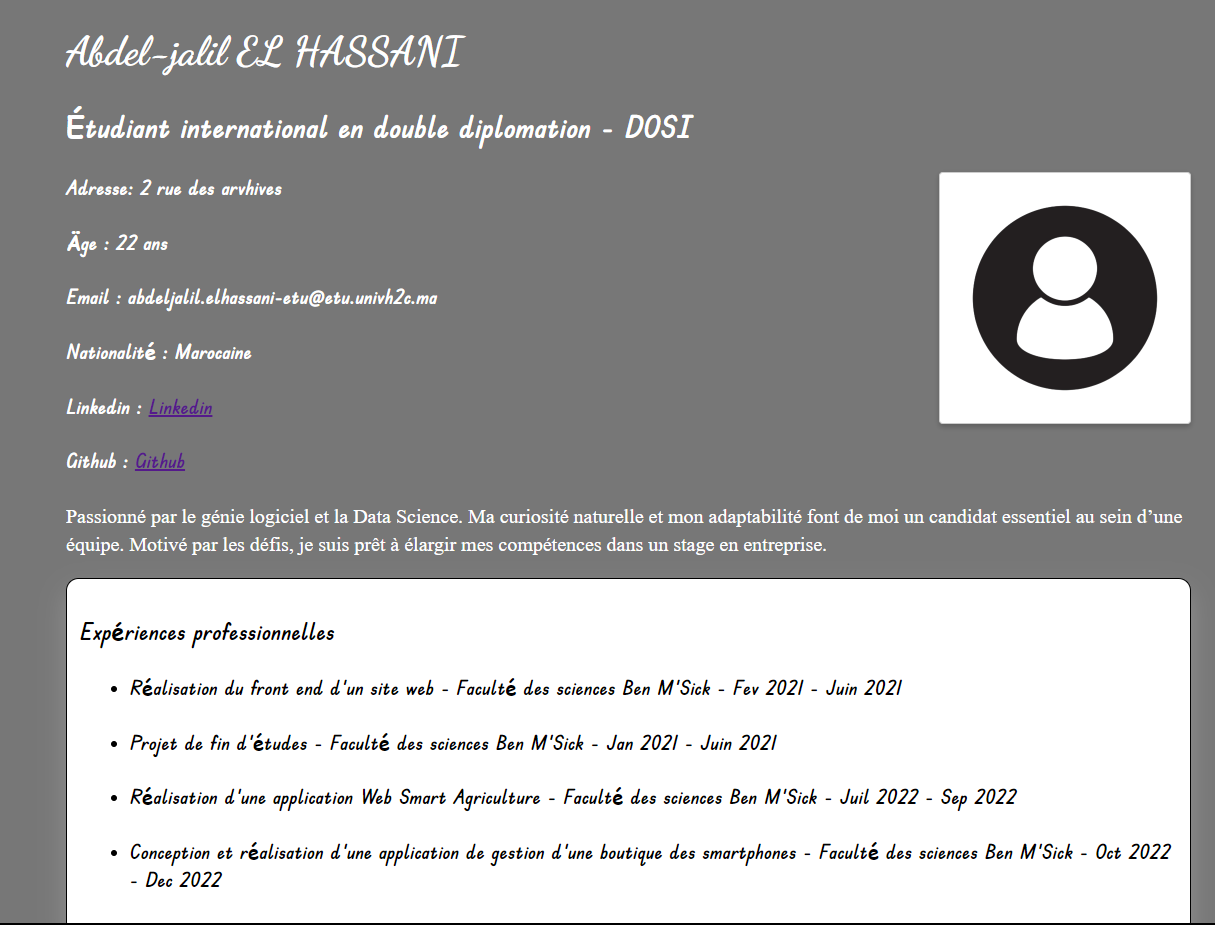 Abdel-jalil EL HASSANI
Étudiant international en double diplomation - DOSI
Adresse: 2 rue des arvhives
Äge : 22 ans
Email : abdeljalil.elhassani-etu@etu.univh2c.ma
Nationalité : Marocaine
Linkedin : Linkedin
Github : Github
Passionné par le génie logiciel et la Data Science. Ma curiosité naturelle et mon adaptabilité font de moi un candidat essentiel au sein d’une
équipe. Motivé par les défis, je suis prêt à élargir mes compétences dans un stage en entreprise.
Expériences professionnelles
• Réalisation du front end d'un site web - Faculté des sciences Ben M'Sick - Fev 2021 - Juin 2021
• Projet de fin d'études - Faculté des sciences Ben M'Sick - Jan 2021 - Juin 2021
• Réalisation d'une application Web Smart Agriculture - Faculté des sciences Ben M'Sick - Juil 2022 - Sep 2022
• Conception et réalisation d'une application de gestion d'une boutique des smartphones - Faculté des sciences Ben M'Sick - Oct 2022
- Dec 2022